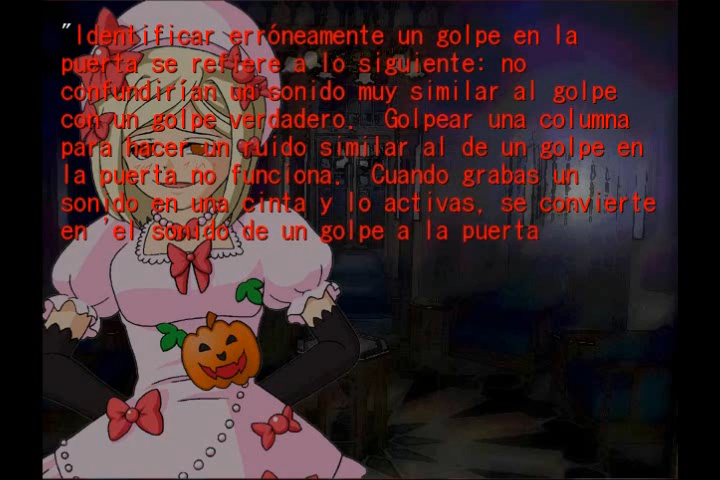 "Identificar erróneamente un golpe en la
puerta se refiere a lo siguiente: no
confundirían un sonido muy similar al golpe
con un golpe verdadero. Golpear una columna
para hacer un ruido similar al de un golpe en
la puerta no funciona. Cuando grabas un
sonido en una cinta y lo activas, se convierte
en 'el sonido de un golpe a la puerta